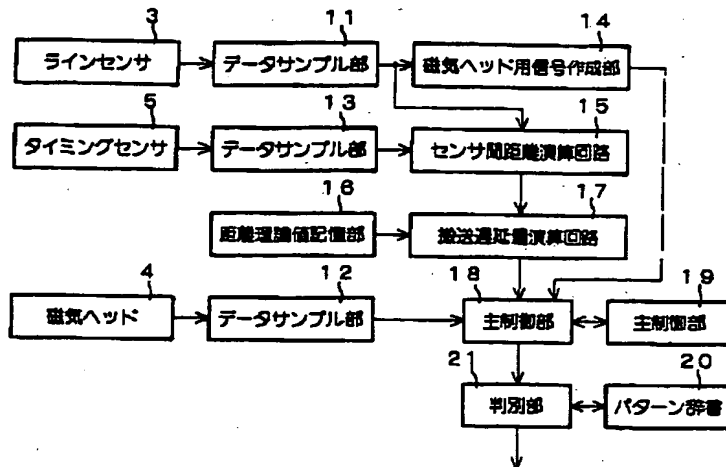 3
11
14
ラインセンサ
データサンプル部
磁気ヘッド用信号作成部
5
13
15
タイミングセンサ
データサンプル部
センサ間距離演算回路
16
17
距離理論値記憶部
搬送遅延量演算回路
4
12
18
19
磁気ヘッド
データサンプル部
主制御部
主制御部
21
20
判別部
パターン辞書